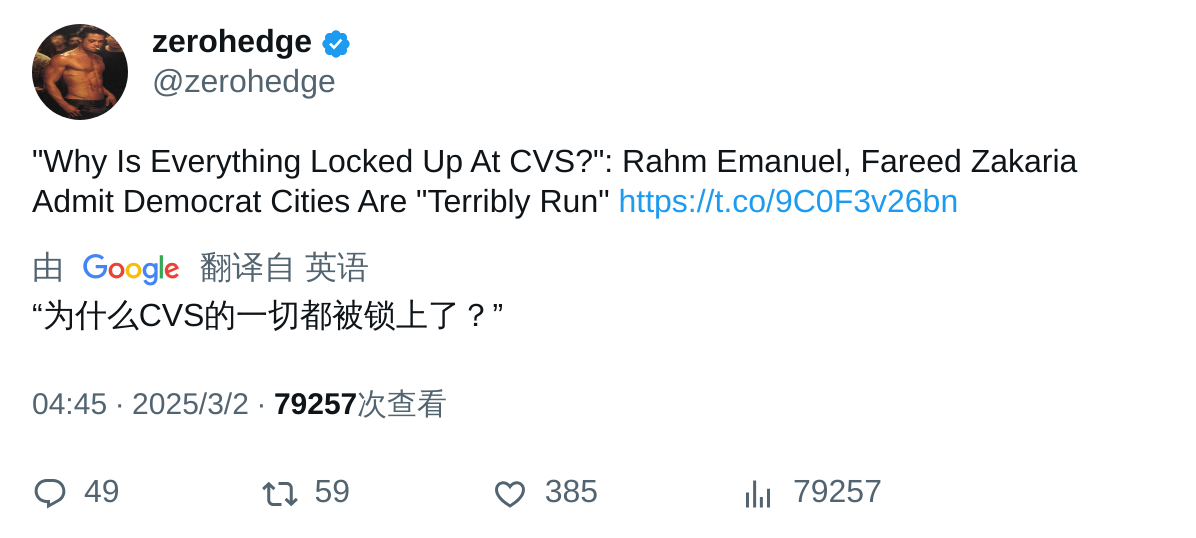 zerohedge
@zerohedge
"Why Is Everything Locked Up At CVS?": Rahm Emanuel, Fareed Zakaria
Admit Democrat Cities Are "Terribly Run" https://t.co/9C0F3v26bn
由 Google 翻译自 英语
“为什么CVS的一切都被锁上了？”
04:45 · 2025/3/2 · 79257次查看
49 59 385 79257